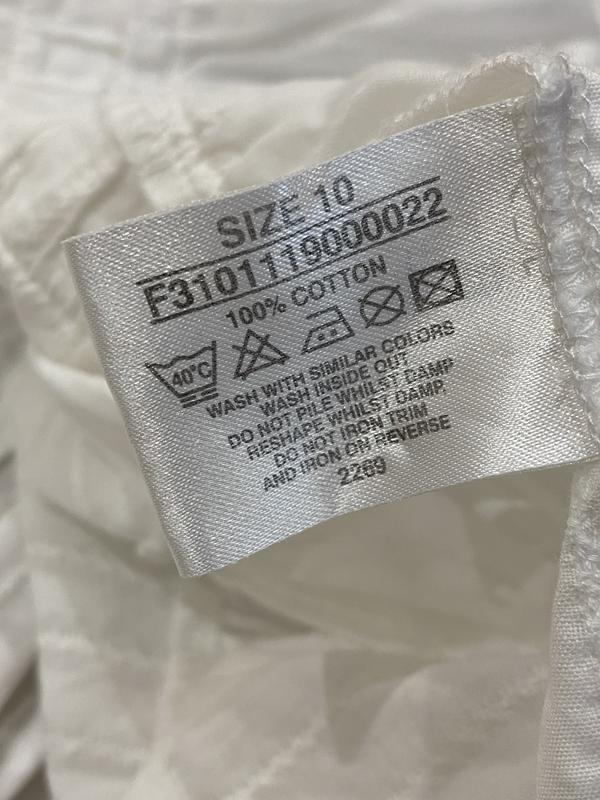 SIZE 10
F3101119000022
100% COTTON
40°C
WASH WITH SIMILAR COLORS
WASH INSIDE OUT
DO NOT PILE WHILST DAMP
RESHAPE WHILST DAMP,
DO NOT IRON TRIM
AND IRON ON REVERSE
2269